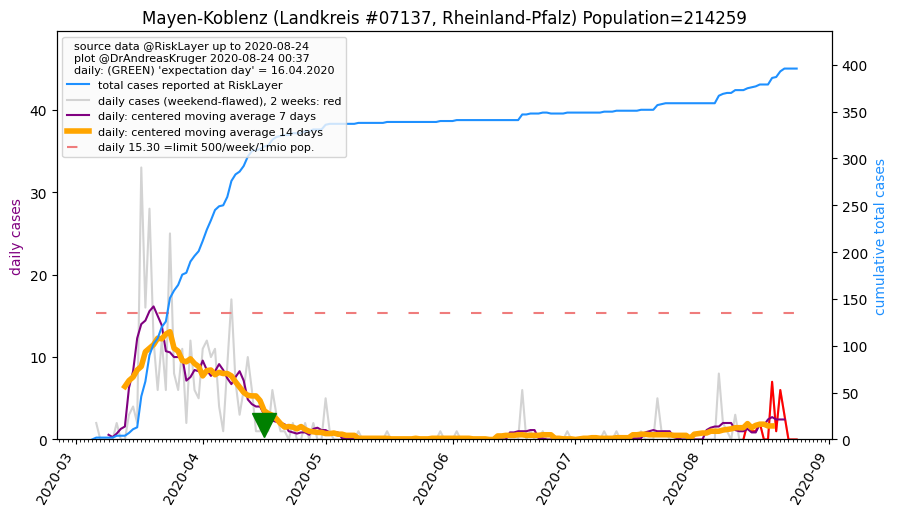 Mayen-Koblenz (Landkreis #07137, Rheinland-Pfalz) Population=214259
source data @RiskLayer up to 2020-08-24
plot @DrAndreasKruger 2020-08-24 00:37
daily: (GREEN) 'expectation day' = 16.04.2020
total cases reported at RiskLayer
daily cases (weekend-flawed), 2 weeks: red
daily: centered moving average 7 days
daily: centered moving average 14 days
daily 15.30 =limit 500/week/1mio pop.
daily cases
40
30
20
10
0
400
350
300
250
200
150
100
50
0
cumulative total cases
2020-03
2020-04
2020-05
2020-06
2020-07
2020-08
2020-09